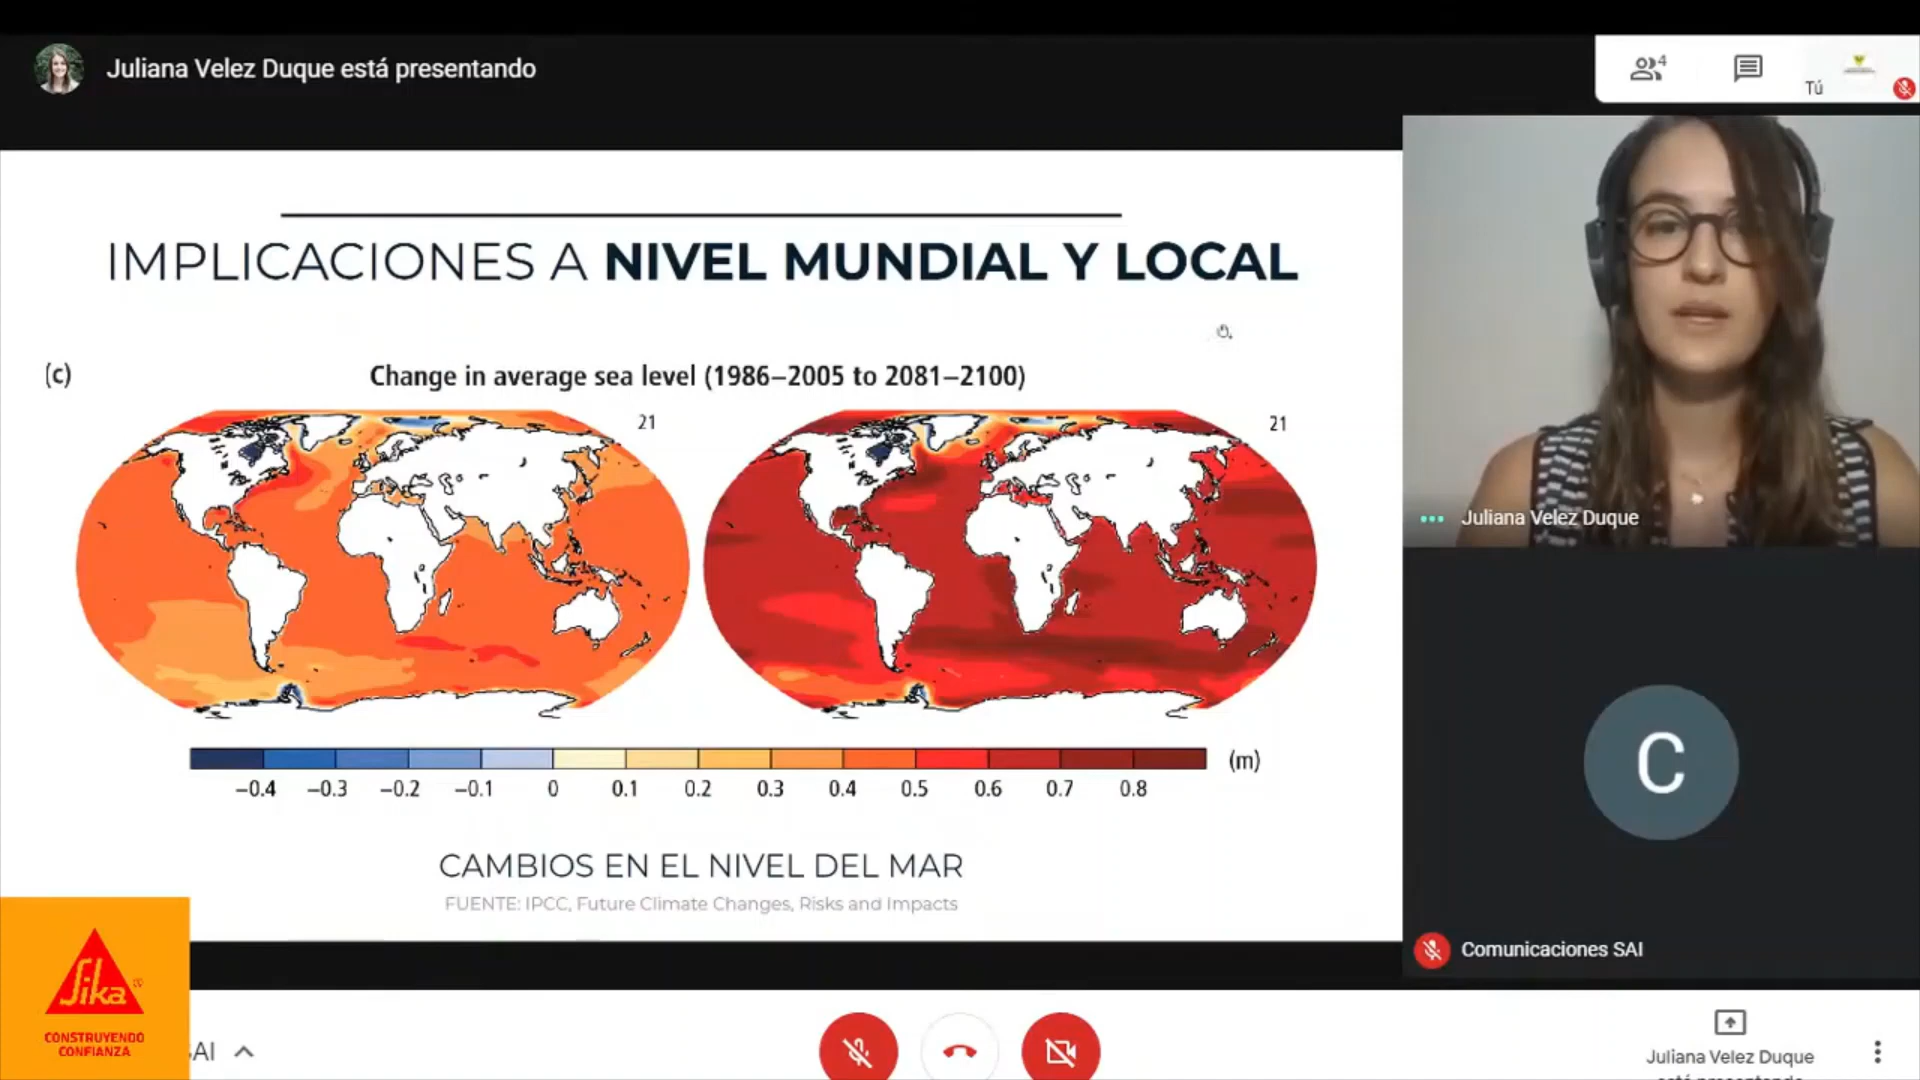 Juliana Velez Duque está presentando
4
Tú
IMPLICACIONES A NIVEL MUNDIAL Y LOCAL
(c)
Change in average sea level (1986–2005 to 2081–2100)
21
21
−0.4 −0.3 −0.2 −0.1 0 0.1 0.2 0.3 0.4 0.5 0.6 0.7 0.8 (m)
CAMBIOS EN EL NIVEL DEL MAR
FUENTE: IPCC, Future Climate Changes, Risks and Impacts
Juliana Velez Duque
C
Comunicaciones SAI
Sika
CONSTRUYENDO
CONFIANZA
AI
Juliana Velez Duque
está presentando